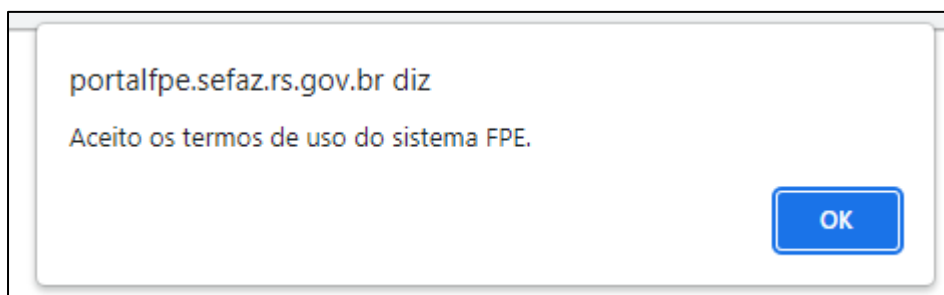 portalfpe.sefaz.rs.gov.br diz
Aceito os termos de uso do sistema FPE.
OK